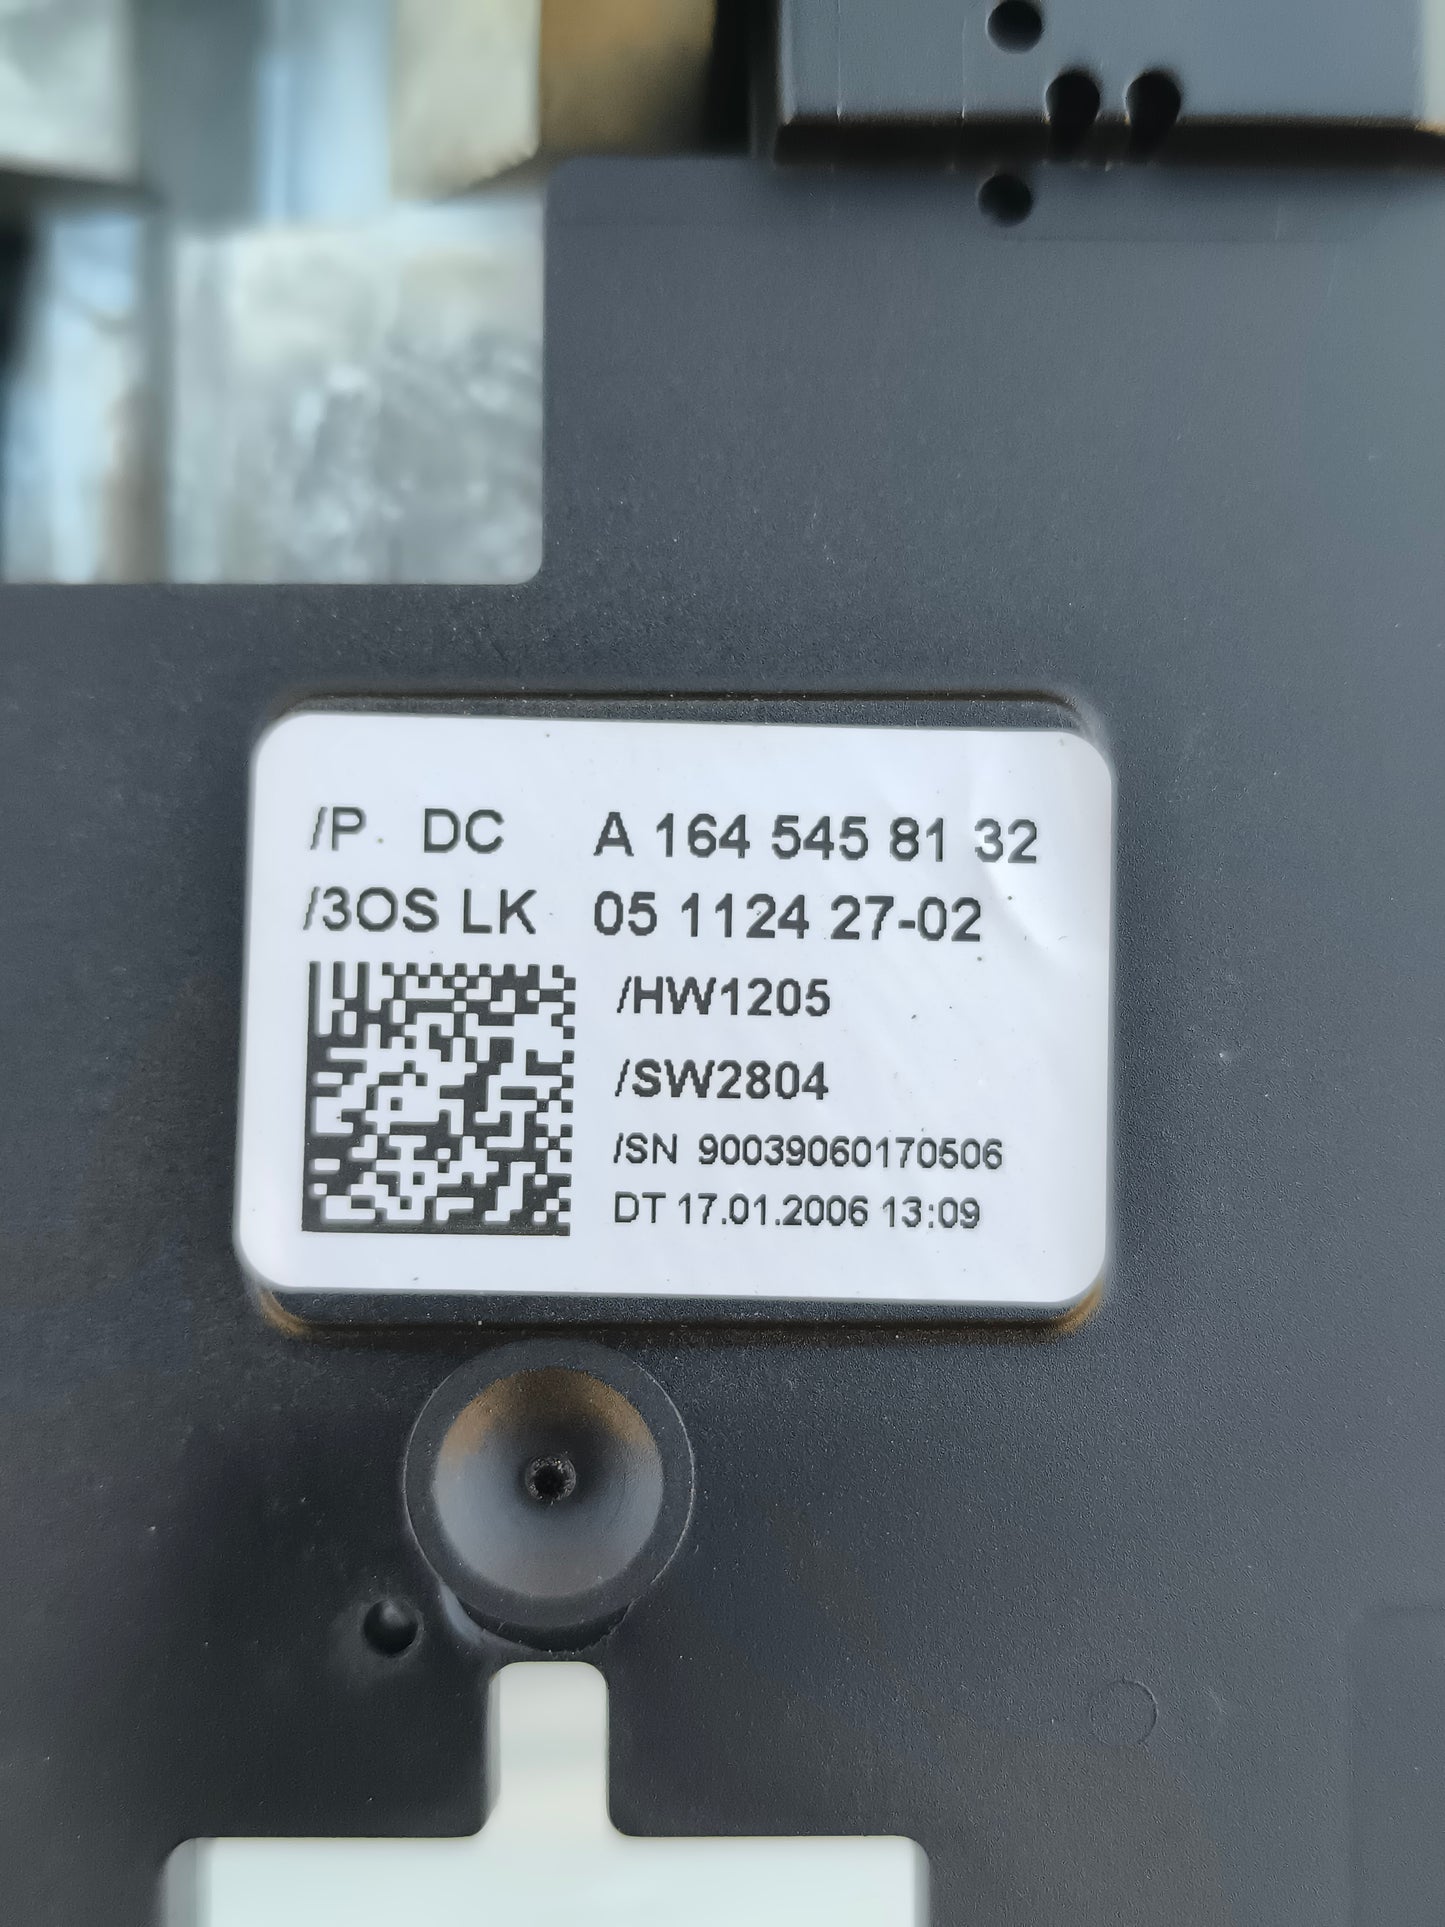 /P. DC A 164 545 81 32
/3OS LK 05 1124 27-02
/HW1205
/SW2804
/SN 90039060170506
DT 17.01.2006 13:09